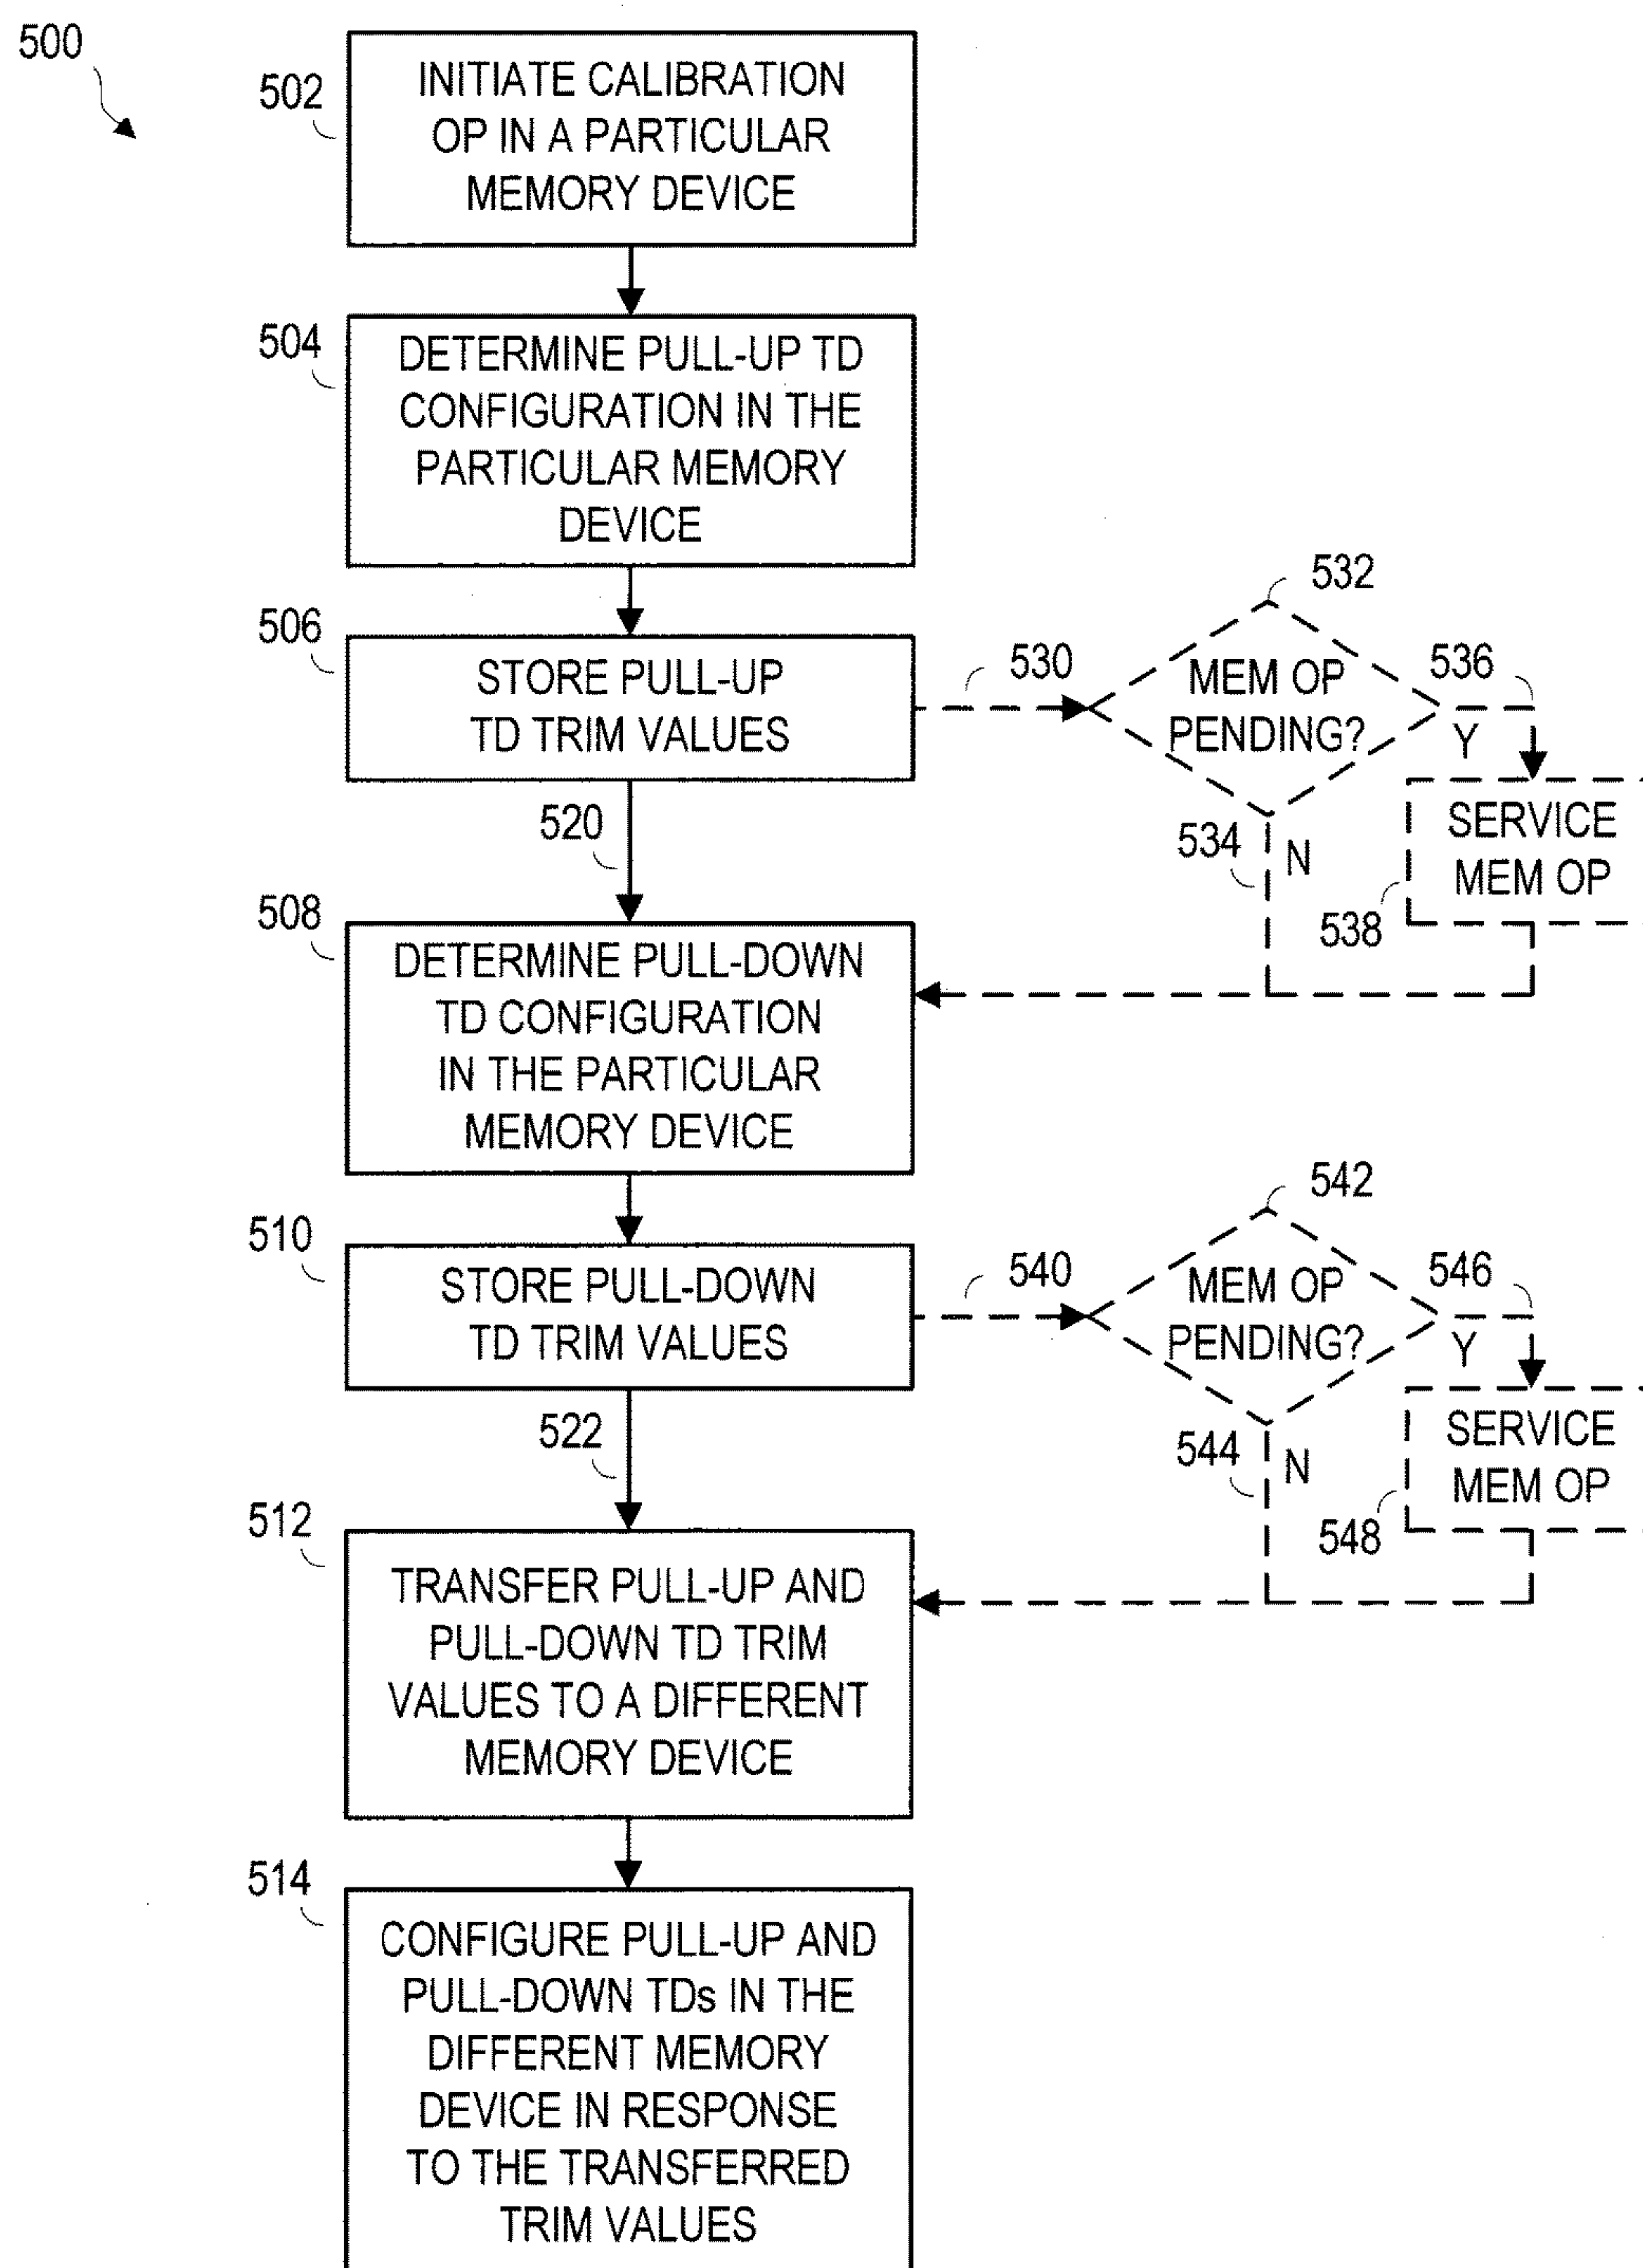 500
502
INITIATE CALIBRATION
OP IN A PARTICULAR
MEMORY DEVICE
504
DETERMINE PULL-UP TD
CONFIGURATION IN THE
PARTICULAR MEMORY
DEVICE
506
STORE PULL-UP
TD TRIM VALUES
530
532
MEM OP
PENDING?
536
Y
534
N
SERVICE
MEM OP
538
520
508
DETERMINE PULL-DOWN
TD CONFIGURATION
IN THE PARTICULAR
MEMORY DEVICE
510
STORE PULL-DOWN
TD TRIM VALUES
540
542
MEM OP
PENDING?
546
Y
544
N
SERVICE
MEM OP
548
522
512
TRANSFER PULL-UP AND
PULL-DOWN TD TRIM
VALUES TO A DIFFERENT
MEMORY DEVICE
514
CONFIGURE PULL-UP AND
PULL-DOWN TDs IN THE
DIFFERENT MEMORY
DEVICE IN RESPONSE
TO THE TRANSFERRED
TRIM VALUES